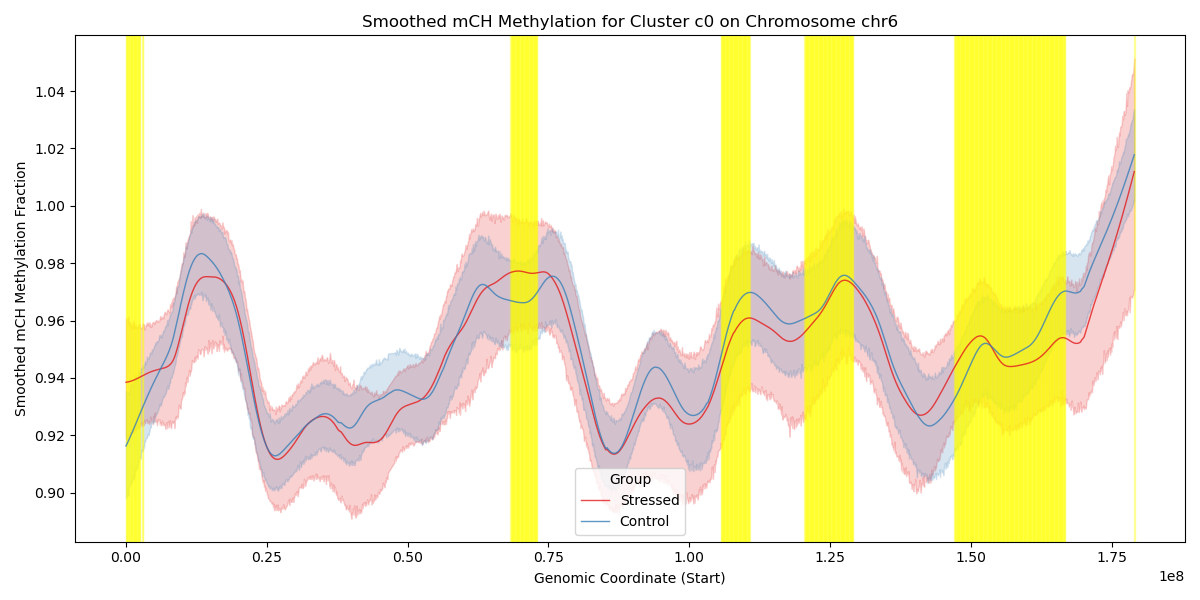 Smoothed mCH Methylation for Cluster c0 on Chromosome chr6
Smoothed mCH Methylation Fraction
1.04
1.02
1.00
0.98
0.96
0.94
0.92
0.90
Group
Stressed
Control
0.00
0.25
0.50
0.75
1.00
1.25
1.50
1.75
1e8
Genomic Coordinate (Start)